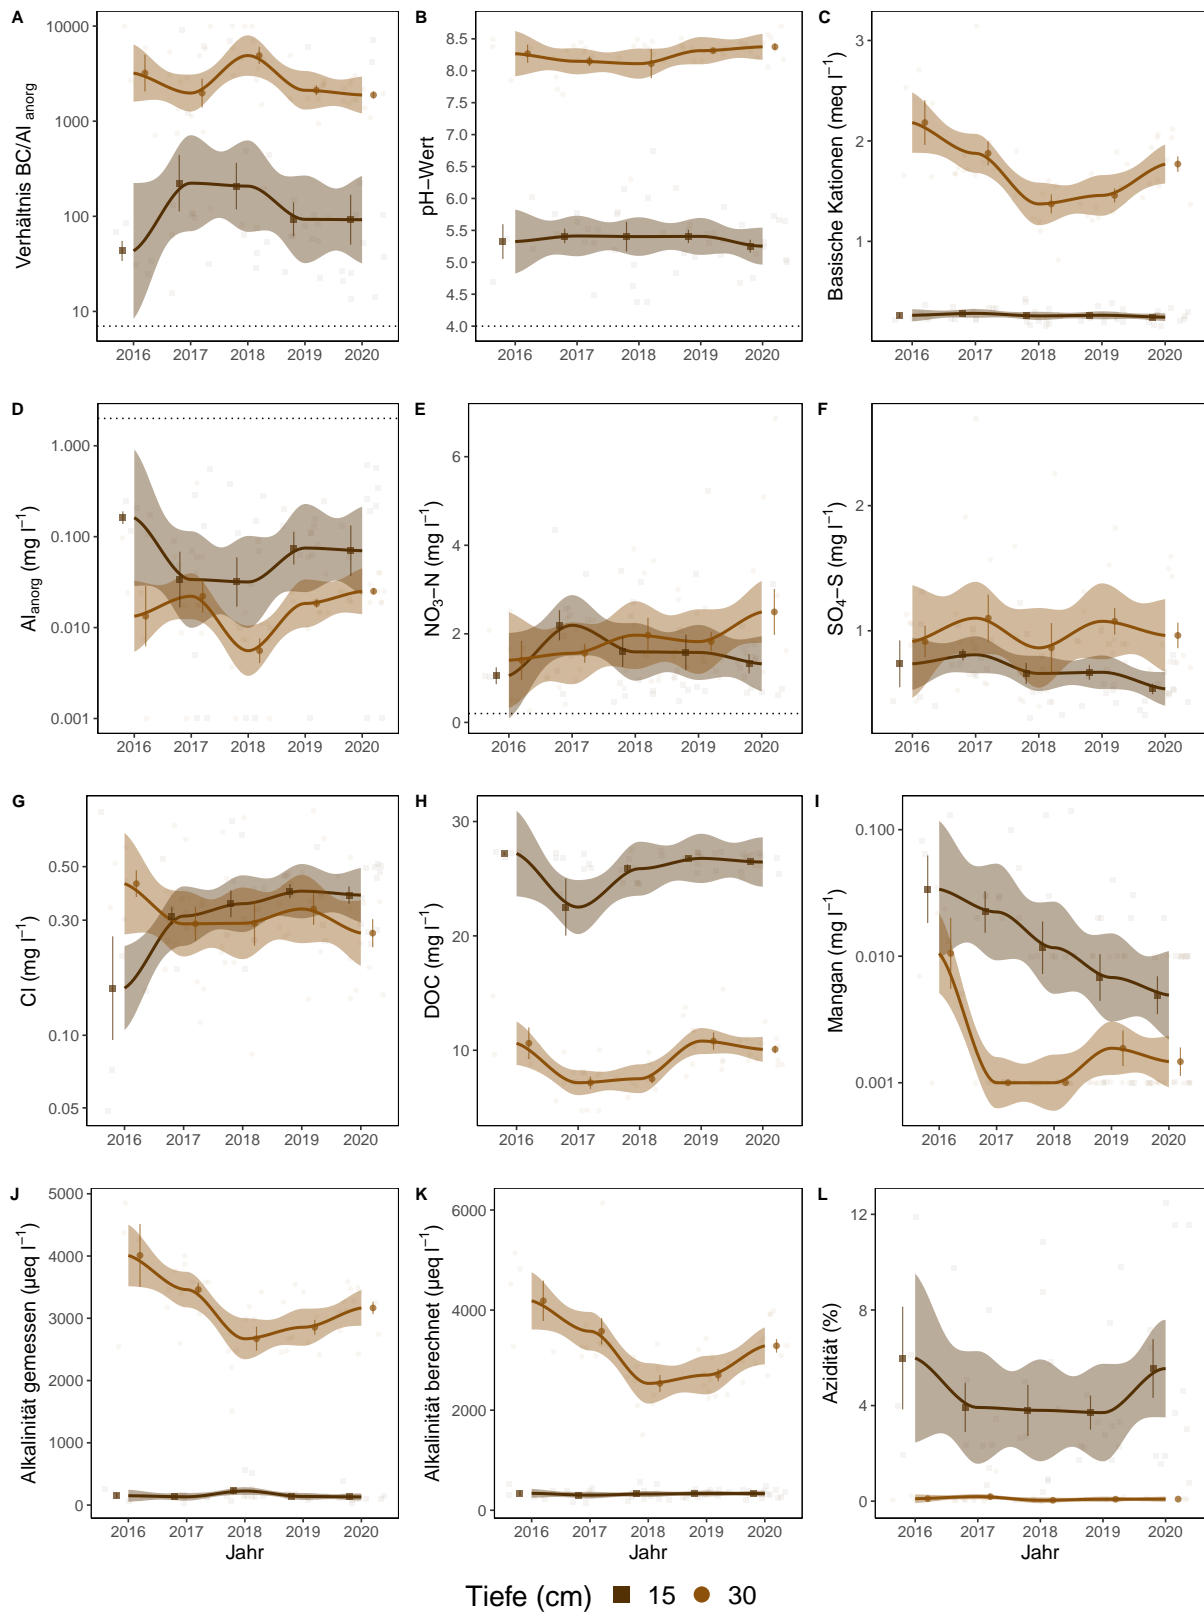 A
Verhältnis BC/Al anorg
10000
1000
100
10
2016 2017 2018 2019 2020
B
pH−Wert
8.5
8.0
7.5
7.0
6.5
6.0
5.5
5.0
4.5
4.0
2016 2017 2018 2019 2020
C
Basische Kationen (meq l⁻¹)
3
2
1
2016 2017 2018 2019 2020
D
Al anorg (mg l⁻¹)
1.000
0.100
0.010
0.001
2016 2017 2018 2019 2020
E
NO₃−N (mg l⁻¹)
6
4
2
0
2016 2017 2018 2019 2020
F
SO₄−S (mg l⁻¹)
2
1
2016 2017 2018 2019 2020
G
Cl (mg l⁻¹)
0.50
0.30
0.10
0.05
2016 2017 2018 2019 2020
H
DOC (mg l⁻¹)
30
20
10
2016 2017 2018 2019 2020
I
Mangan (mg l⁻¹)
0.100
0.010
0.001
2016 2017 2018 2019 2020
J
Alkalinität gemessen (µeq l⁻¹)
5000
4000
3000
2000
1000
0
2016 2017 2018 2019 2020
Jahr
K
Alkalinität berechnet (µeq l⁻¹)
6000
4000
2000
0
2016 2017 2018 2019 2020
Jahr
L
Azidität (%)
12
8
4
0
2016 2017 2018 2019 2020
Jahr
Tiefe (cm) 15 30